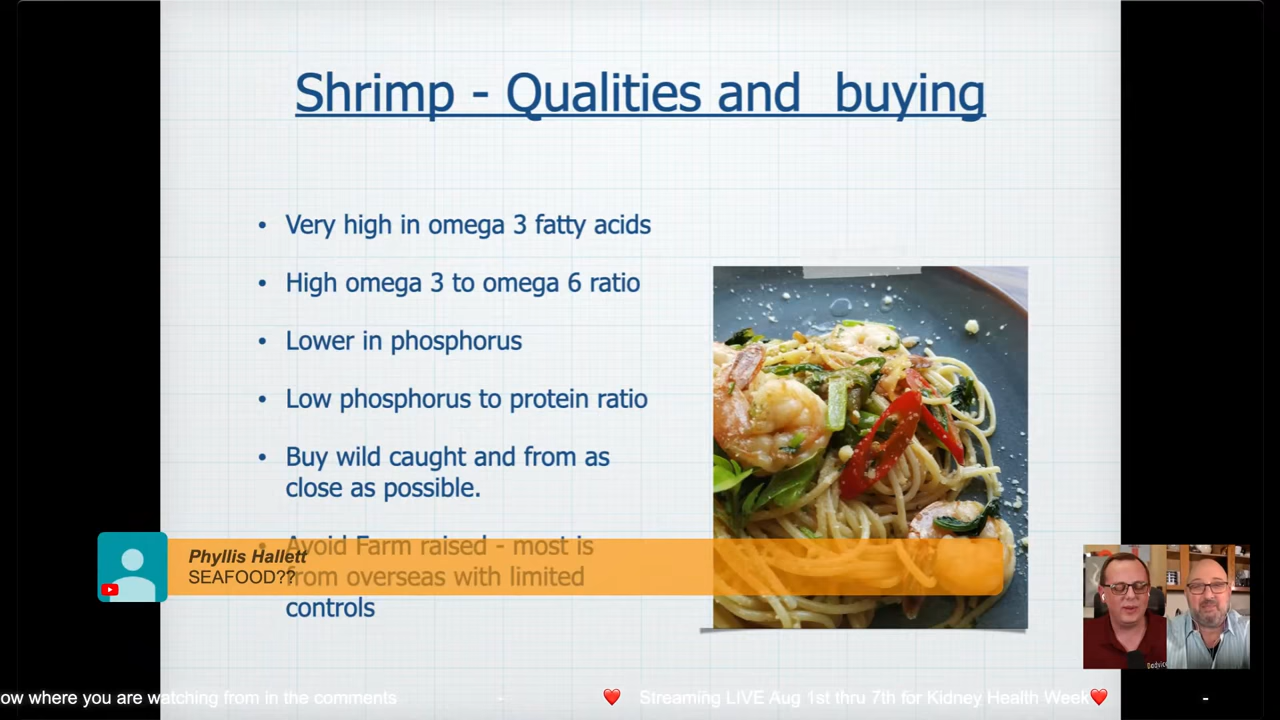 Shrimp - Qualities and buying
• Very high in omega 3 fatty acids
• High omega 3 to omega 6 ratio
• Lower in phosphorus
• Low phosphorus to protein ratio
• Buy wild caught and from as
close as possible.
• Avoid Farm raised - most is
from overseas with limited
controls
Phyllis Hallett
SEAFOOD??
ow where you are watching from in the comments - ❤️ Streaming LIVE Aug 1st thru 7th for Kidney Health Week❤️ -